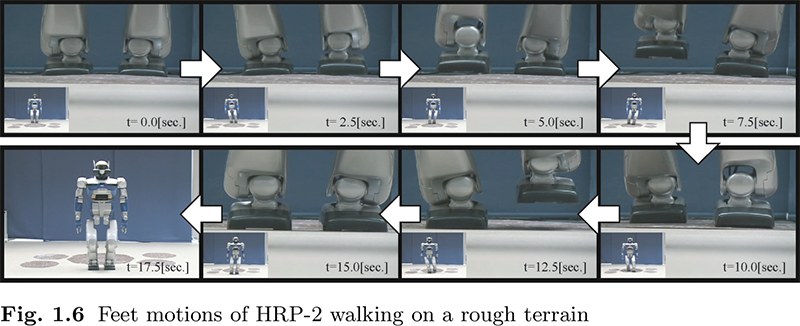 t= 0.0[sec.]
t= 2.5[sec.]
t= 5.0[sec.]
t= 7.5[sec.]
t=17.5[sec.]
t=15.0[sec.]
t=12.5[sec.]
t=10.0[sec.]
Fig. 1.6 Feet motions of HRP-2 walking on a rough terrain